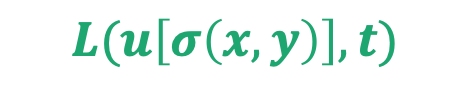 L(u[σ(x, y)], t)